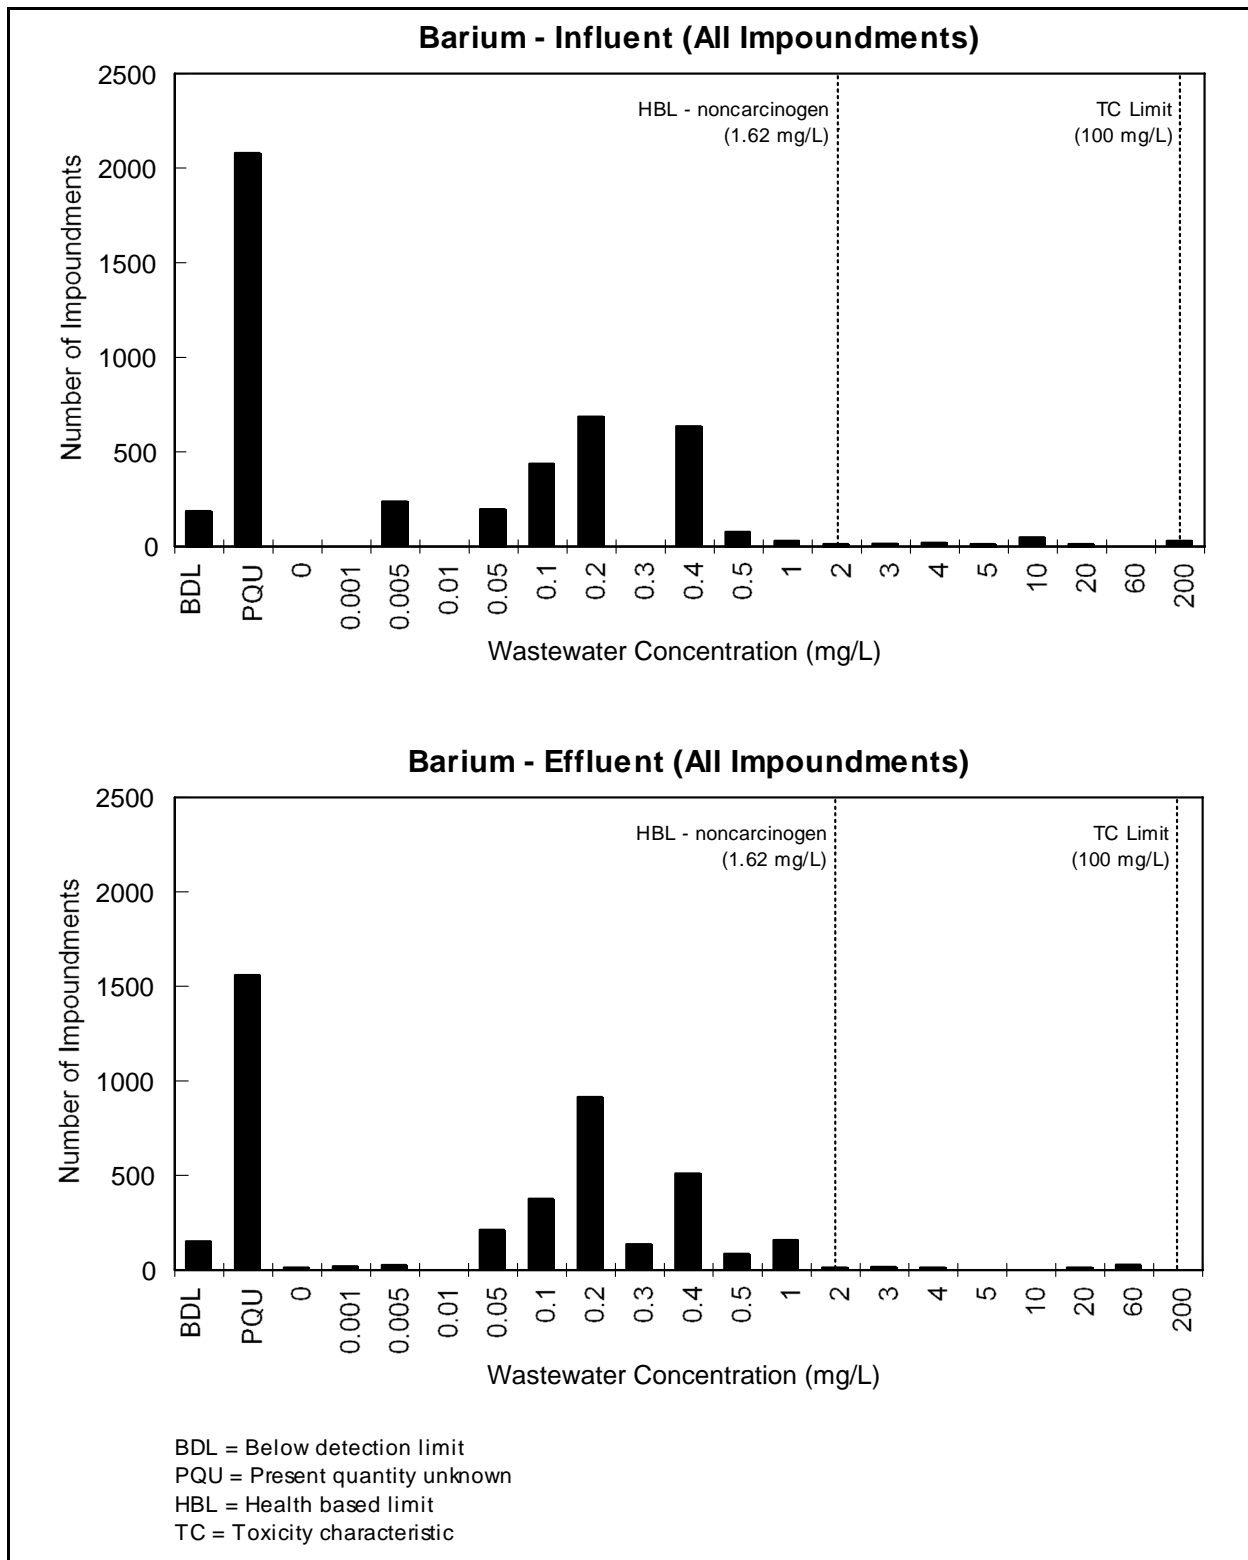 Barium - Influent (All Impoundments)
2500
2000
1500
1000
500
0
Number of Impoundments
HBL - noncarcinogen
(1.62 mg/L)
TC Limit
(100 mg/L)
BDL PQU 0 0.001 0.005 0.01 0.05 0.1 0.2 0.3 0.4 0.5 1 2 3 4 5 10 20 60 200
Wastewater Concentration (mg/L)
Barium - Effluent (All Impoundments)
2500
2000
1500
1000
500
0
Number of Impoundments
HBL - noncarcinogen
(1.62 mg/L)
TC Limit
(100 mg/L)
BDL PQU 0 0.001 0.005 0.01 0.05 0.1 0.2 0.3 0.4 0.5 1 2 3 4 5 10 20 60 200
Wastewater Concentration (mg/L)
BDL = Below detection limit
PQU = Present quantity unknown
HBL = Health based limit
TC = Toxicity characteristic